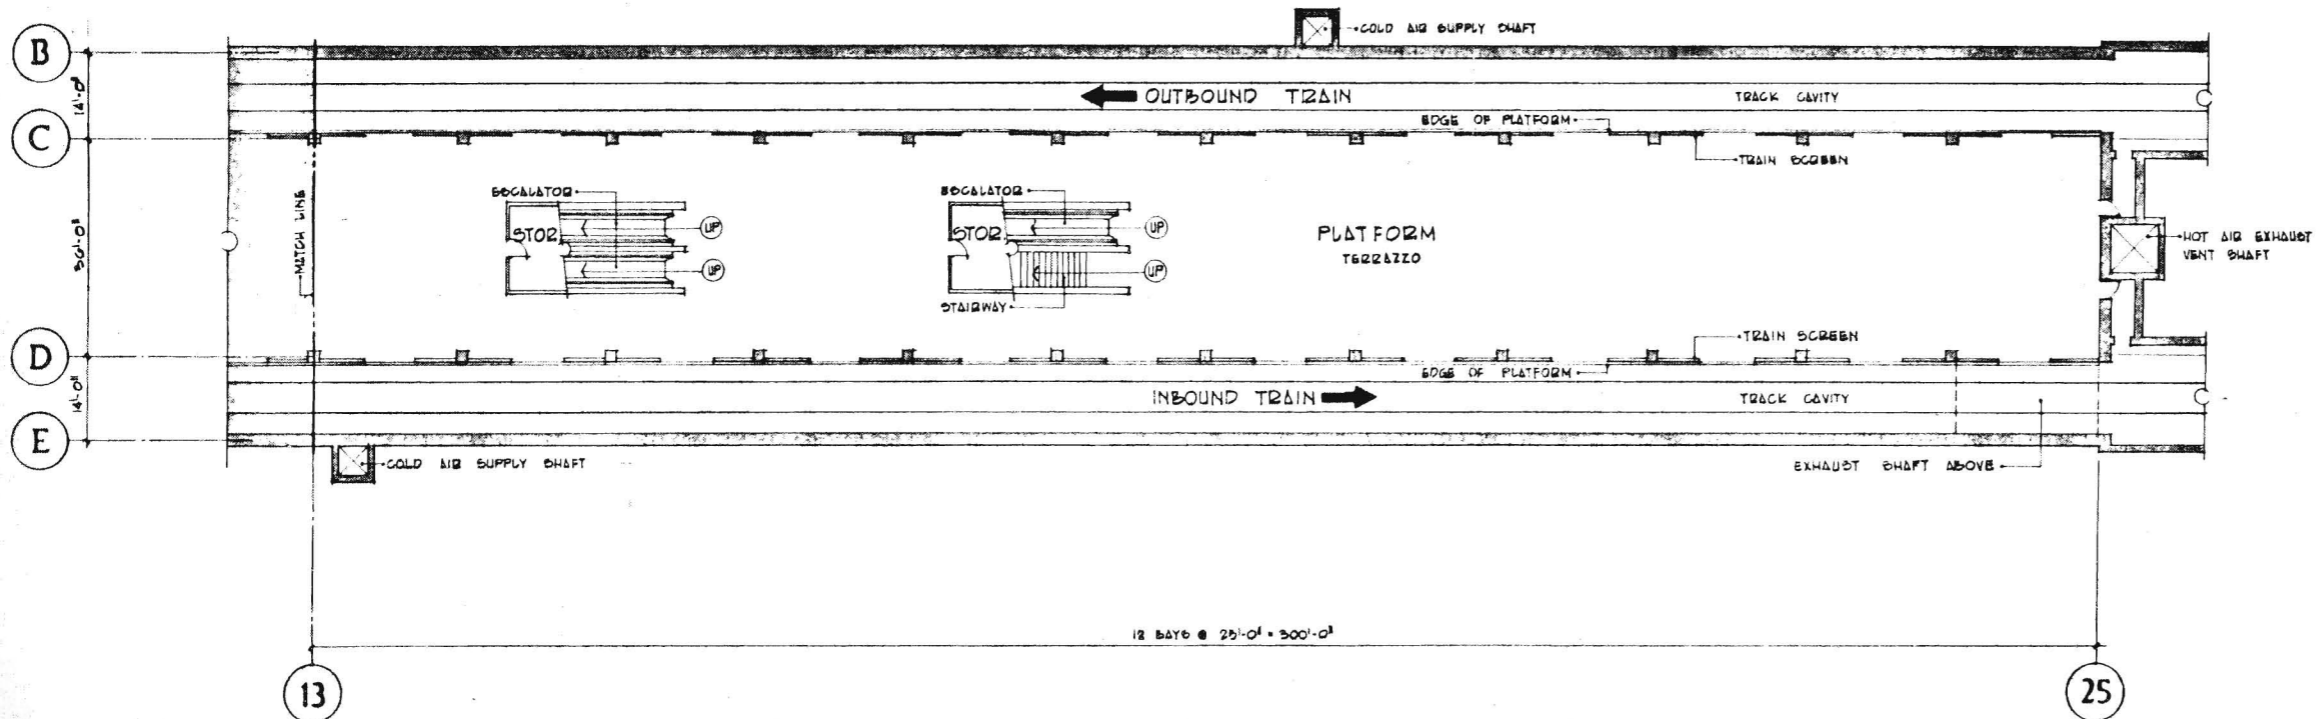 COLD AIR SUPPLY SHAFT
B
14'-0"
OUTBOUND TRAIN
TRACK CAVITY
EDGE OF PLATFORM
C
TRAIN SCREEN
ESCALATOR
ESCALATOR
MATCH LINE
36'-0"
STOR.
UP
UP
STOR.
UP
UP
PLATFORM
TERRAZZO
HOT AIR EXHAUST
VENT SHAFT
STAIRWAY
TRAIN SCREEN
D
EDGE OF PLATFORM
14'-0"
INBOUND TRAIN
TRACK CAVITY
E
COLD AIR SUPPLY SHAFT
EXHAUST SHAFT ABOVE
12 BAYS @ 25'-0" = 300'-0"
13
25